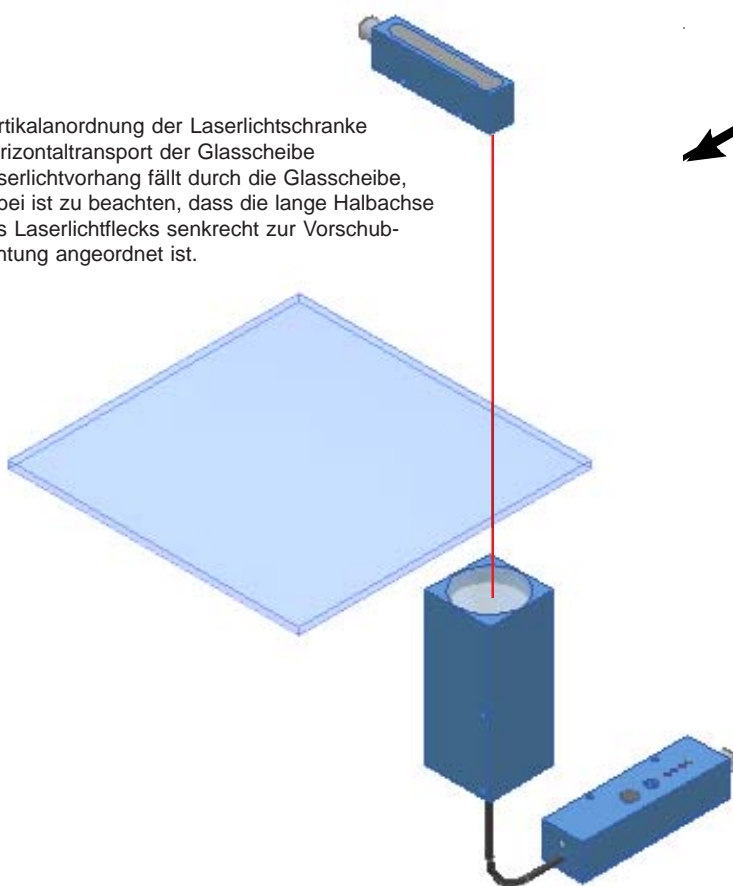 rtikalanordnung der Laserlichtschranke
rizontaltransport der Glasscheibe
serlichtvorhang fällt durch die Glasscheibe,
bei ist zu beachten, dass die lange Halbachse
s Laserlichtflecks senkrecht zur Vorschub-
htung angeordnet ist.